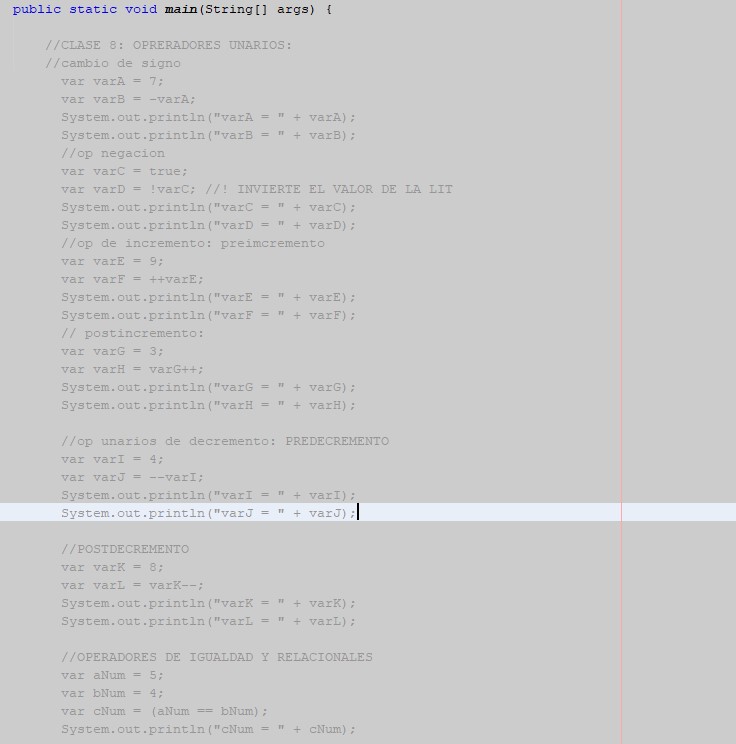 public static void main(String[] args) {
//CLASE 8: OPRERADORES UNARIOS:
//cambio de signo
var varA = 7;
var varB = -varA;
System.out.println("varA = " + varA);
System.out.println("varB = " + varB);
//op negacion
var varC = true;
var varD = !varC; //! INVIERTE EL VALOR DE LA LIT
System.out.println("varC = " + varC);
System.out.println("varD = " + varD);
//op de incremento: preimcremento
var varE = 9;
var varF = ++varE;
System.out.println("varE = " + varE);
System.out.println("varF = " + varF);
// postincremento:
var varG = 3;
var varH = varG++;
System.out.println("varG = " + varG);
System.out.println("varH = " + varH);
//op unarios de decremento: PREDECREMENTO
var varI = 4;
var varJ = --varI;
System.out.println("varI = " + varI);
System.out.println("varJ = " + varJ);
//POSTDECREMENTO
var varK = 8;
var varL = varK--;
System.out.println("varK = " + varK);
System.out.println("varL = " + varL);
//OPERADORES DE IGUALDAD Y RELACIONALES
var aNum = 5;
var bNum = 4;
var cNum = (aNum == bNum);
System.out.println("cNum = " + cNum);